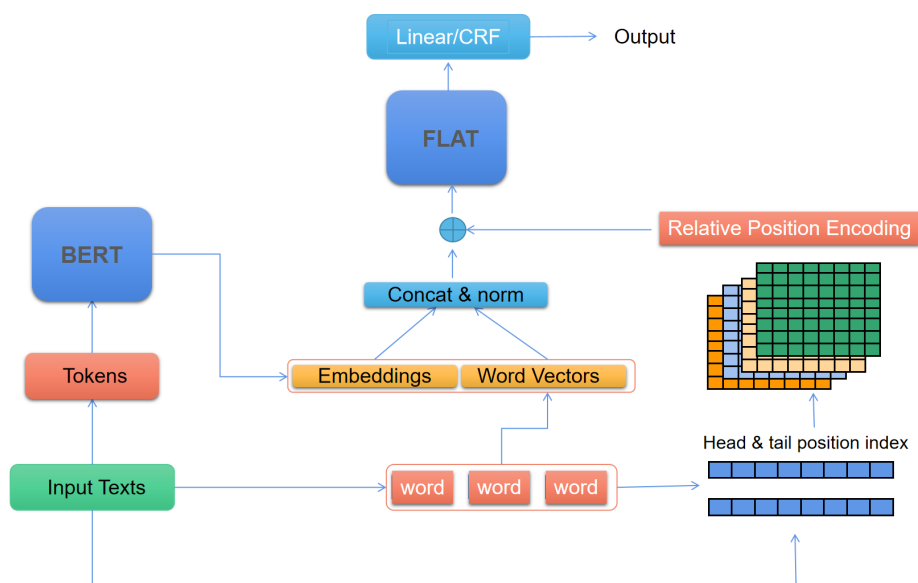 Linear/CRF
Output
FLAT
BERT
Relative Position Encoding
Concat & norm
Tokens
Embeddings
Word Vectors
Head & tail position index
Input Texts
word
word
word